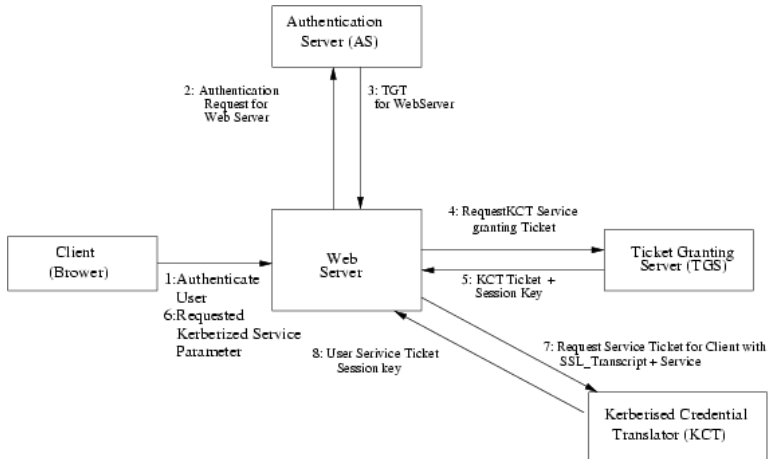 Authentication
Server (AS)
2: Authentication
Request for
Web Server
3: TGT
for WebServer
4: RequestKCT Service
granting Ticket
Client
(Brower)
Web
Server
Ticket Granting
Server (TGS)
5: KCT Ticket +
Session Key
1:Authenticate
User
6:Requested
Kerberized Service
Parameter
8: User Serivice Ticket
Session key
7: Request Service Ticket for Client with
SSL_Transcript + Service
Kerberised Credential
Translator (KCT)